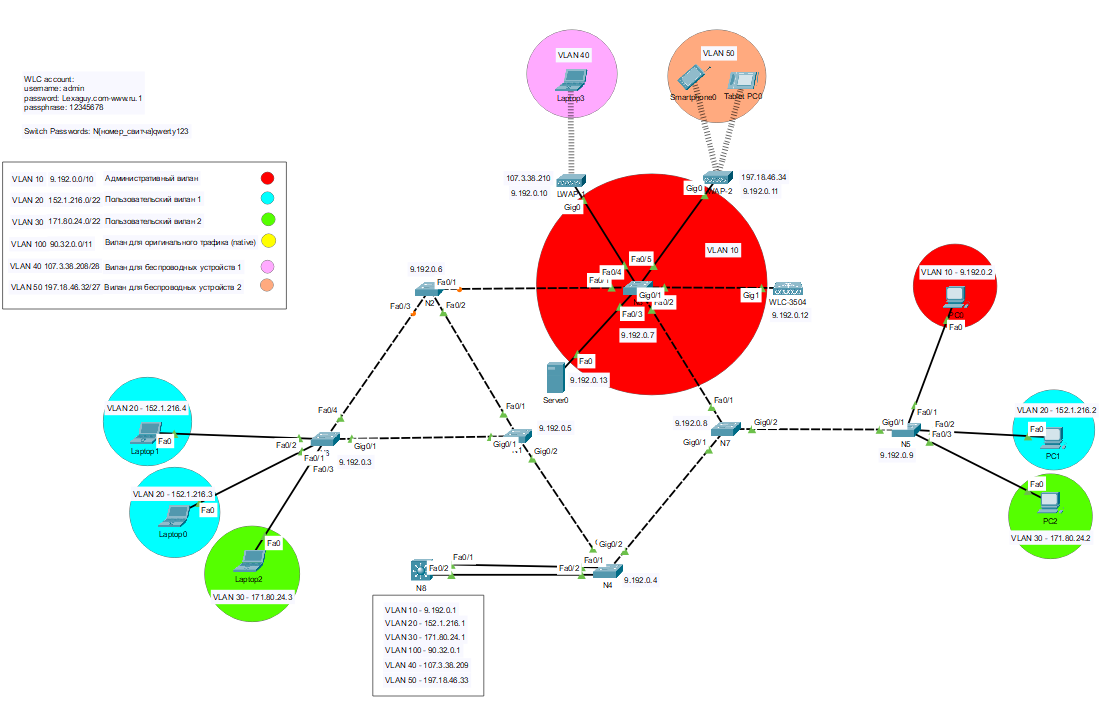 WLC account:
username: admin
password: Lexaguy.com-www.ru.1
passphrase: 12345678
Switch Passwords: N[номер_свитча]qwerty123
VLAN 10 9.192.0.0/10 Административный вилан
VLAN 20 152.1.216.0/22 Пользовательский вилан 1
VLAN 30 171.80.24.0/22 Пользовательский вилан 2
VLAN 100 90.32.0.0/11 Вилан для оригинального трафика (native)
VLAN 40 107.3.38.208/28 Вилан для беспроводных устройств 1
VLAN 50 197.18.46.32/27 Вилан для беспроводных устройств 2
VLAN 40
Laptop3
VLAN 50
Smartphone0
Tablet PC0
107.3.38.210
9.192.0.10
Gig0
Gig0
197.18.46.34
9.192.0.11
VLAN 10
Fa0/5
Fa0/4
Gig0/1
Fa0/2
Fa0/3
9.192.0.7
Gig1
WLC-3504
9.192.0.12
Fa0
9.192.0.13
Server0
9.192.0.6
Fa0/1
N2
Fa0/3
Fa0/2
VLAN 10 - 9.192.0.2
Fa0
VLAN 20 - 152.1.216.4
Fa0
Laptop1
Fa0/4
Fa0/2
Gig0/1
Fa0/1
Fa0/3
9.192.0.3
Fa0/1
9.192.0.5
Gig0/1
Gig0/2
Fa0/1
9.192.0.8
Gig0/2
Gig0/1
N7
Gig0/1
Fa0/1
Fa0/2
Fa0/3
N5
9.192.0.9
VLAN 20 - 152.1.216.2
Fa0
PC1
VLAN 20 - 152.1.216.3
Fa0
Laptop0
Fa0
PC2
VLAN 30 - 171.80.24.2
Fa0
Laptop2
VLAN 30 - 171.80.24.3
Gig0/2
Fa0/1
Fa0/2
N4
9.192.0.4
Fa0/1
Fa0/2
N8
VLAN 10 - 9.192.0.1
VLAN 20 - 152.1.216.1
VLAN 30 - 171.80.24.1
VLAN 100 - 90.32.0.1
VLAN 40 - 107.3.38.209
VLAN 50 - 197.18.46.33